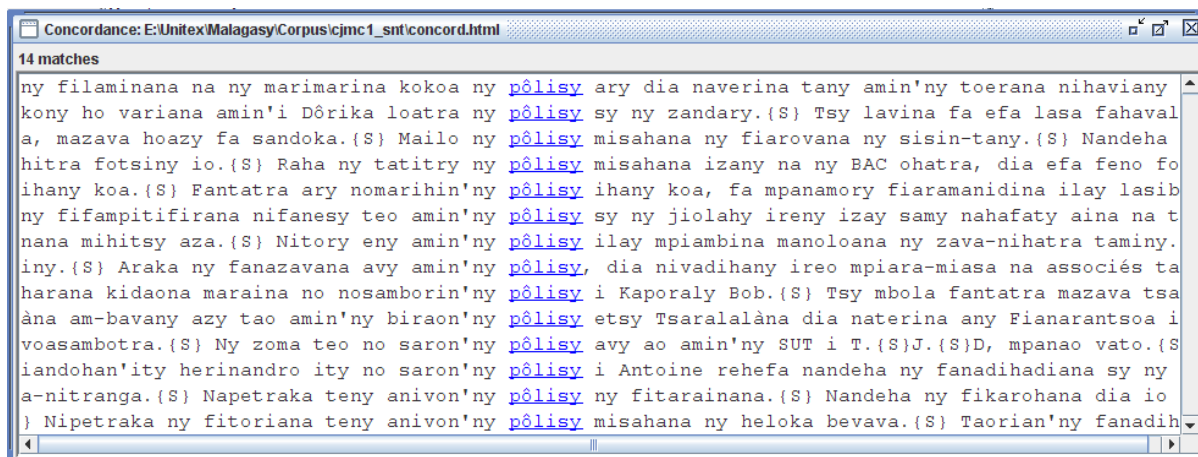 Concordance: E:\Unitex\Malagasy\Corpus\cjmc1_snt\concord.html
14 matches
ny filaminana na ny marimarina kokoa ny pôlisy ary dia naverina tany amin'ny toerana nihaviany
kony ho variana amin'i Dôrika loatra ny pôlisy sy ny zandary.{S} Tsy lavina fa efa lasa fahaval
a, mazava hoazy fa sandoka.{S} Mailo ny pôlisy misahana ny fiarovana ny sisin-tany.{S} Nandeha
hitra fotsiny io.{S} Raha ny tatitry ny pôlisy misahana izany na ny BAC ohatra, dia efa feno fo
ihany koa.{S} Fantatra ary nomarihin'ny pôlisy ihany koa, fa mpanamory fiaramanidina ilay lasib
ny fifampitifirana nifanesy teo amin'ny pôlisy sy ny jiolahy ireny izay samy nahafaty aina na t
nana mihitsy aza.{S} Nitory eny amin'ny pôlisy ilay mpiambina manoloana ny zava-nihatra taminy.
iny.{S} Araka ny fanazavana avy amin'ny pôlisy, dia nivadihany ireo mpiara-miasa na associés ta
harana kidaona maraina no nosamborin'ny pôlisy i Kaporaly Bob.{S} Tsy mbola fantatra mazava tsa
àna am-bavany azy tao amin'ny biraon'ny pôlisy etsy Tsaralalàna dia naterina any Fianarantsoa i
voasambotra.{S} Ny zoma teo no saron'ny pôlisy avy ao amin'ny SUT i T.{S}J.{S}D, mpanao vato.{S
iandohan'ity herinandro ity no saron'ny pôlisy i Antoine rehefa nandeha ny fanadihadiana sy ny
a-nitranga.{S} Napetraka teny anivon'ny pôlisy ny fitarainana.{S} Nandeha ny fikarohana dia io
} Nipetraka ny fitoriana teny anivon'ny pôlisy misahana ny heloka bevava.{S} Taorian'ny fanadih